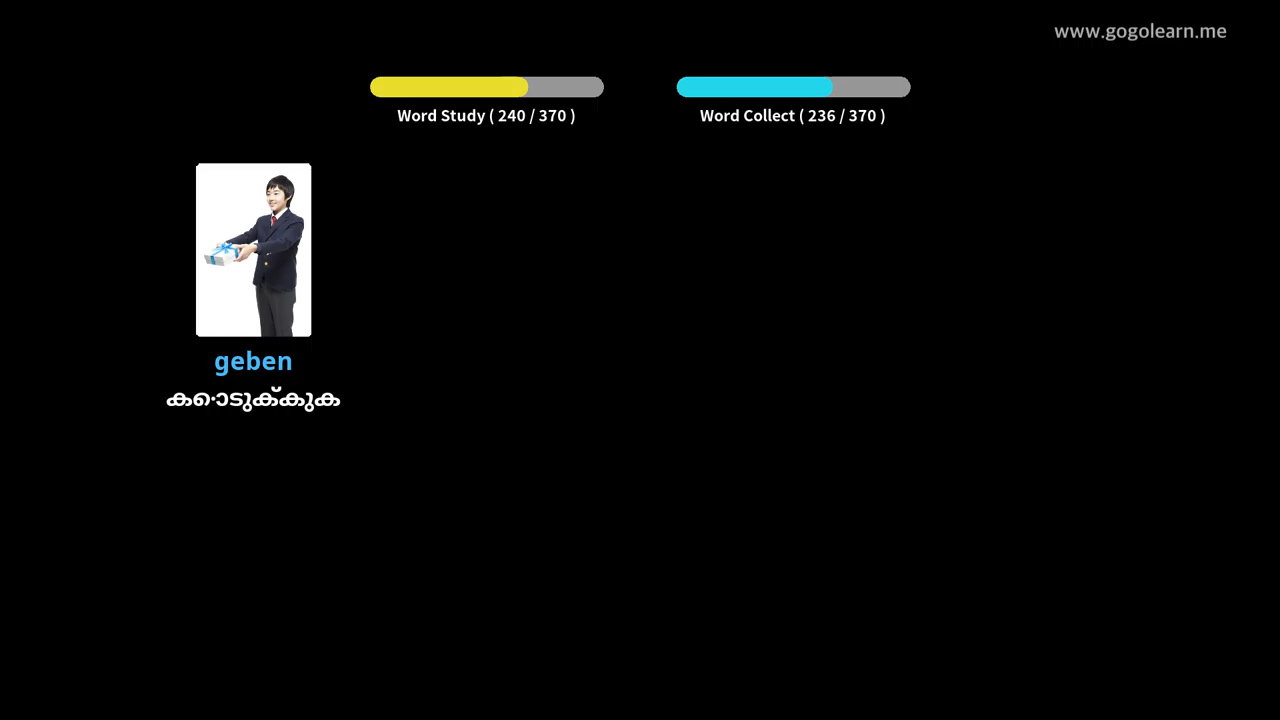 www.gogolearn.me
Word Study ( 240 / 370 )
Word Collect ( 236 / 370 )
geben
കൊടുക്കുക